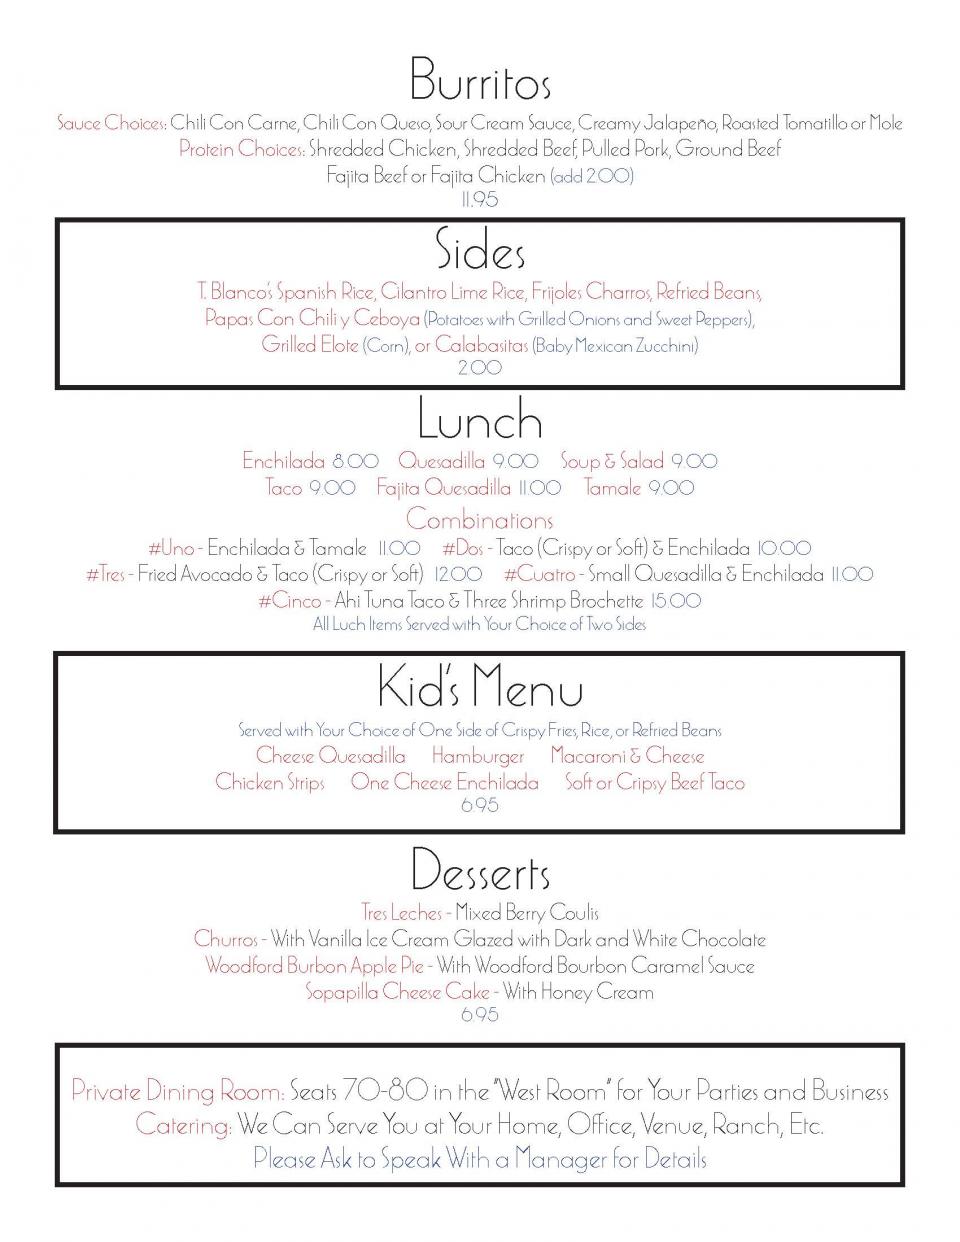 Burritos
Sauce Choices: Chili Con Carne, Chili Con Queso, Sour Cream Sauce, Creamy Jalapeño, Roasted Tomatillo or Mole
Protein Choices: Shredded Chicken, Shredded Beef, Pulled Pork, Ground Beef
Fajita Beef or Fajita Chicken (add 2.00)
11.95
Sides
T. Blanco's Spanish Rice, Cilantro Lime Rice, Frijoles Charros, Refried Beans,
Papas Con Chili y Ceboya (Potatoes with Grilled Onions and Sweet Peppers),
Grilled Elote (Corn), or Calabasitas (Baby Mexican Zucchini)
2.00
Lunch
Enchilada 8.00 Quesadilla 9.00 Soup & Salad 9.00
Taco 9.00 Fajita Quesadilla 11.00 Tamale 9.00
Combinations
#Uno - Enchilada & Tamale 11.00 #Dos - Taco (Crispy or Soft) & Enchilada 10.00
#Tres - Fried Avocado & Taco (Crispy or Soft) 12.00 #Cuatro - Small Quesadilla & Enchilada 11.00
#Cinco - Ahi Tuna Taco & Three Shrimp Brochette 15.00
All Luch Items Served with Your Choice of Two Sides
Kid's Menu
Served with Your Choice of One Side of Crispy Fries, Rice, or Refried Beans
Cheese Quesadilla Hamburger Macaroni & Cheese
Chicken Strips One Cheese Enchilada Soft or Cripsy Beef Taco
6.95
Desserts
Tres Leches - Mixed Berry Coulis
Churros - With Vanilla Ice Cream Glazed with Dark and White Chocolate
Woodford Burbon Apple Pie - With Woodford Bourbon Caramel Sauce
Sopapilla Cheese Cake - With Honey Cream
6.95
Private Dining Room: Seats 70-80 in the "West Room" for Your Parties and Business
Catering: We Can Serve You at Your Home, Office, Venue, Ranch, Etc.
Please Ask to Speak With a Manager for Details